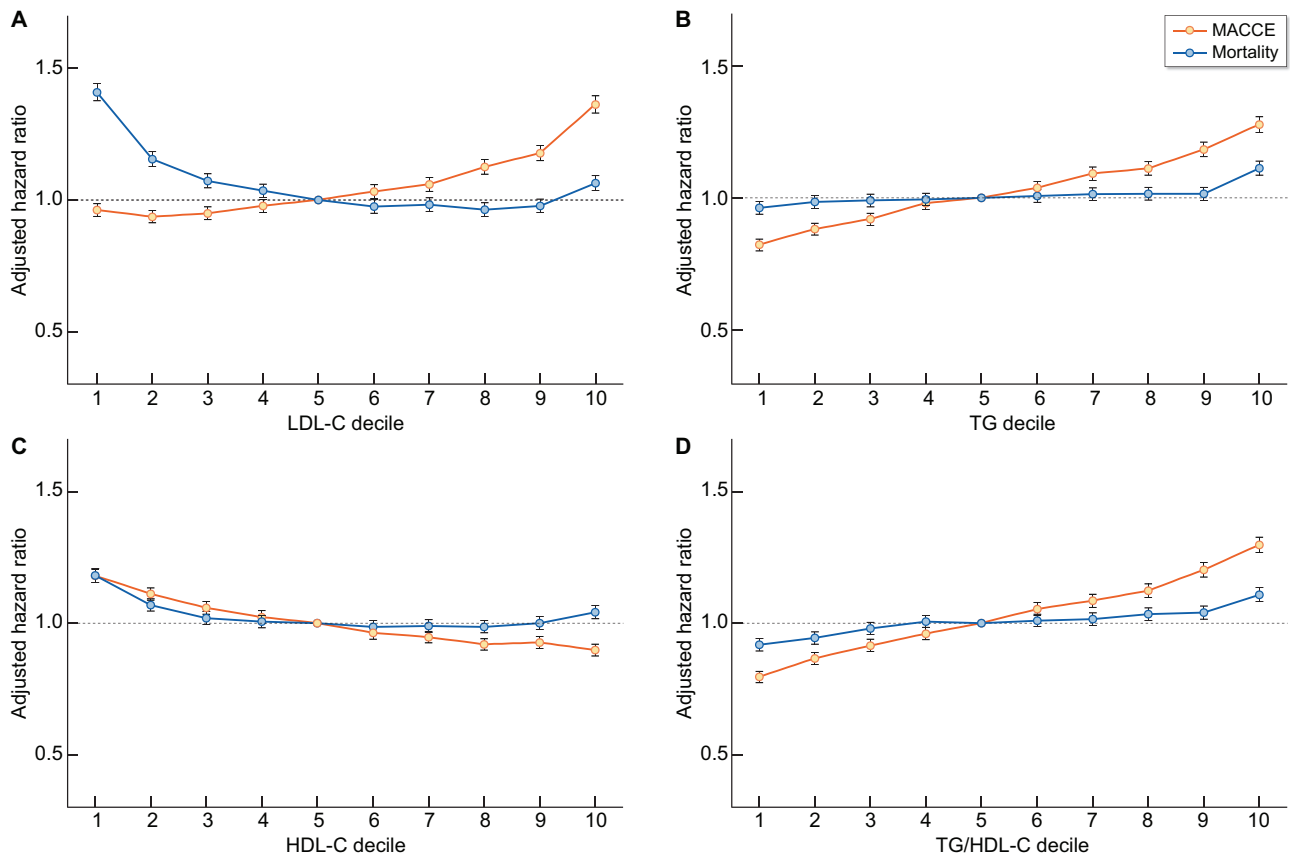 A
Adjusted hazard ratio
1.5
1.0
0.5
1 2 3 4 5 6 7 8 9 10
LDL-C decile
B
MACCE
Mortality
Adjusted hazard ratio
1.5
1.0
0.5
1 2 3 4 5 6 7 8 9 10
TG decile
C
Adjusted hazard ratio
1.5
1.0
0.5
1 2 3 4 5 6 7 8 9 10
HDL-C decile
D
Adjusted hazard ratio
1.5
1.0
0.5
1 2 3 4 5 6 7 8 9 10
TG/HDL-C decile